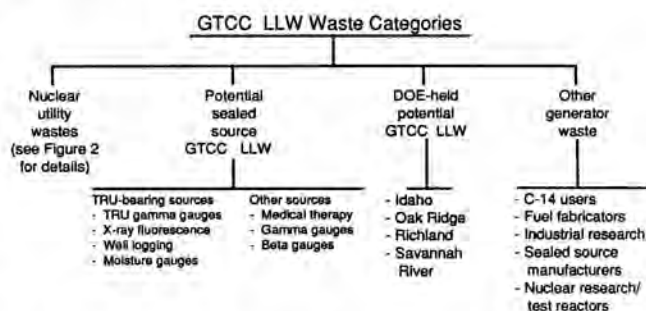 GTCC LLW Waste Categories
Nuclear
utility
wastes
(see Figure 2
for details)
Potential
sealed
source
GTCC LLW
TRU-bearing sources
- TRU gamma gauges
- X-ray fluorescence
- Well logging
- Moisture gauges
Other sources
- Medical therapy
- Gamma gauges
- Beta gauges
DOE-held
potential
GTCC LLW
- Idaho
- Oak Ridge
- Richland
- Savannah
River
Other
generator
waste
- C-14 users
- Fuel fabricators
- Industrial research
- Sealed source
manufacturers
- Nuclear research/
test reactors